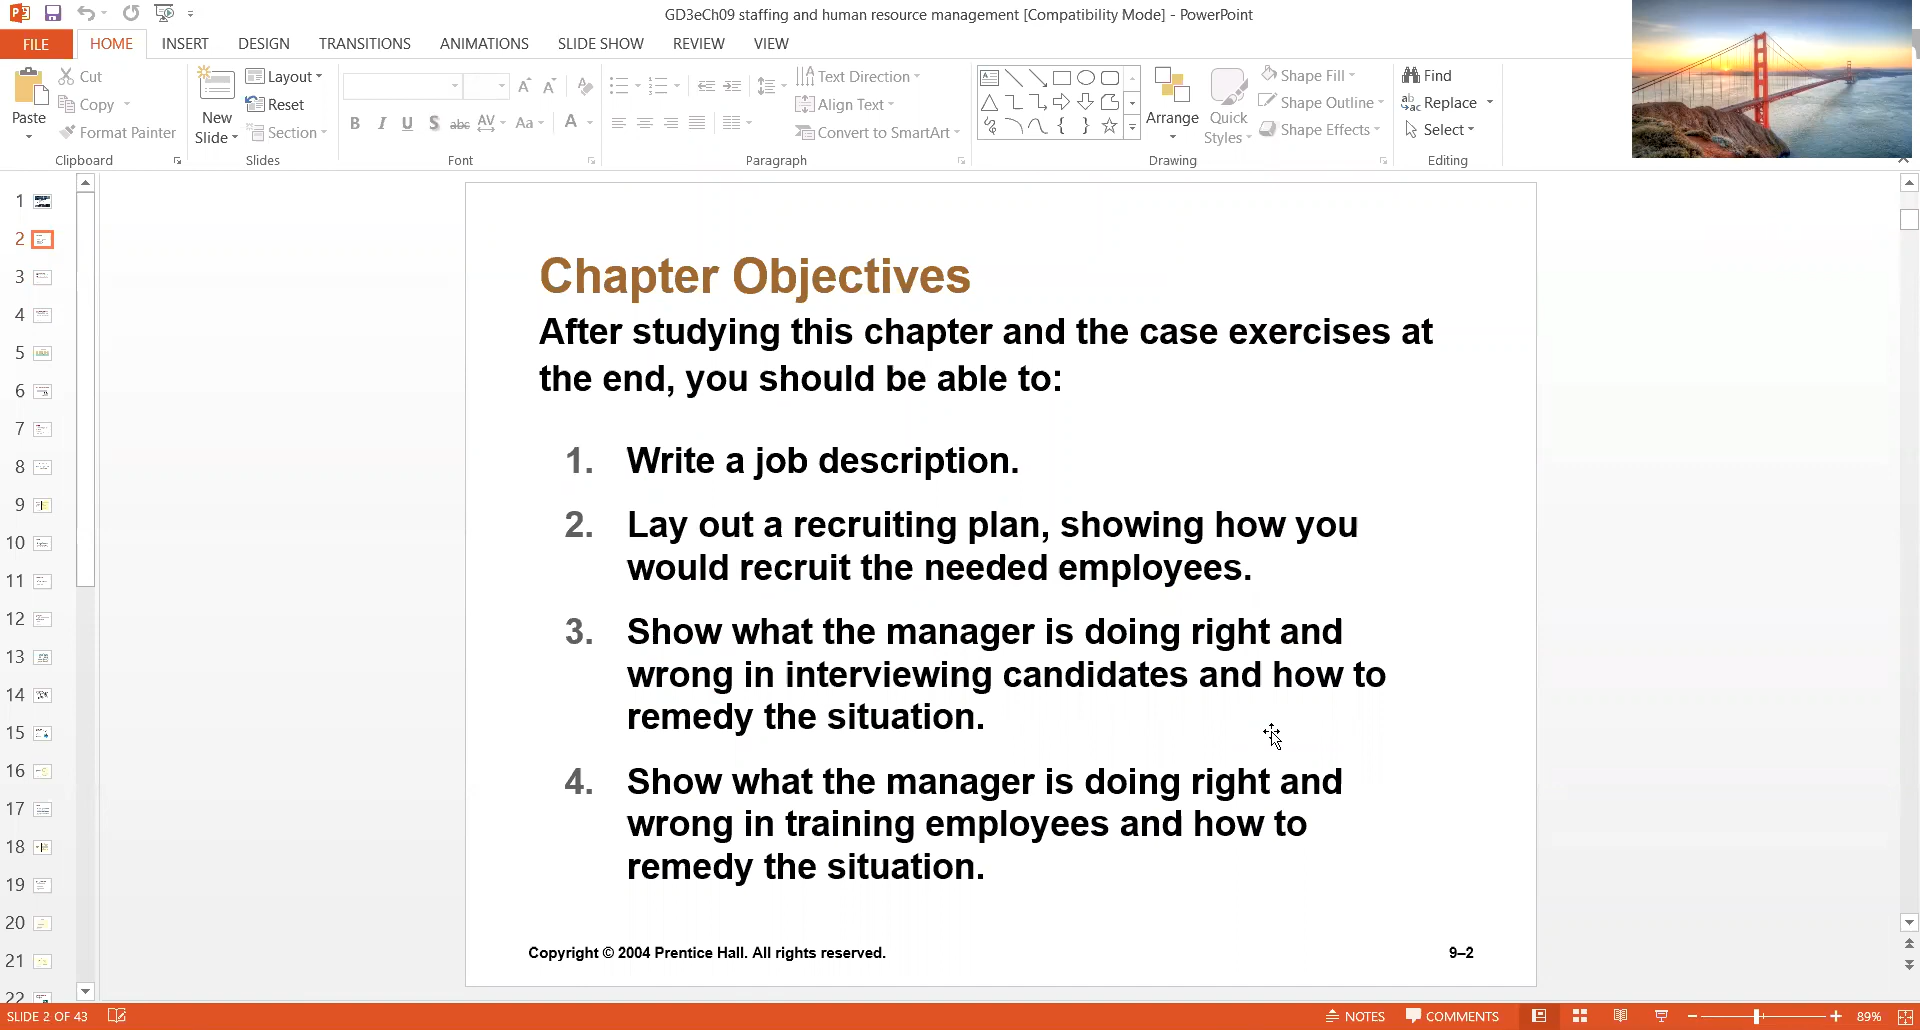 GD3eCh09 staffing and human resource management [Compatibility Mode] - PowerPoint
FILE HOME INSERT DESIGN TRANSITIONS ANIMATIONS SLIDE SHOW REVIEW VIEW
Cut
Copy
Format Painter
Paste
Clipboard
New
Slide
Layout
Reset
Section
Slides
B I U S abc AV Aa A
Font
Text Direction
Align Text
Convert to SmartArt
Paragraph
Arrange
Quick
Styles
Shape Fill
Shape Outline
Shape Effects
Drawing
Find
Replace
Select
Editing
1
2
3
4
5
6
7
8
9
10
11
12
13
14
15
16
17
18
19
20
21
22
Chapter Objectives
After studying this chapter and the case exercises at
the end, you should be able to:
1. Write a job description.
2. Lay out a recruiting plan, showing how you
would recruit the needed employees.
3. Show what the manager is doing right and
wrong in interviewing candidates and how to
remedy the situation.
4. Show what the manager is doing right and
wrong in training employees and how to
remedy the situation.
Copyright © 2004 Prentice Hall. All rights reserved. 9–2
SLIDE 2 OF 43 NOTES COMMENTS 89%